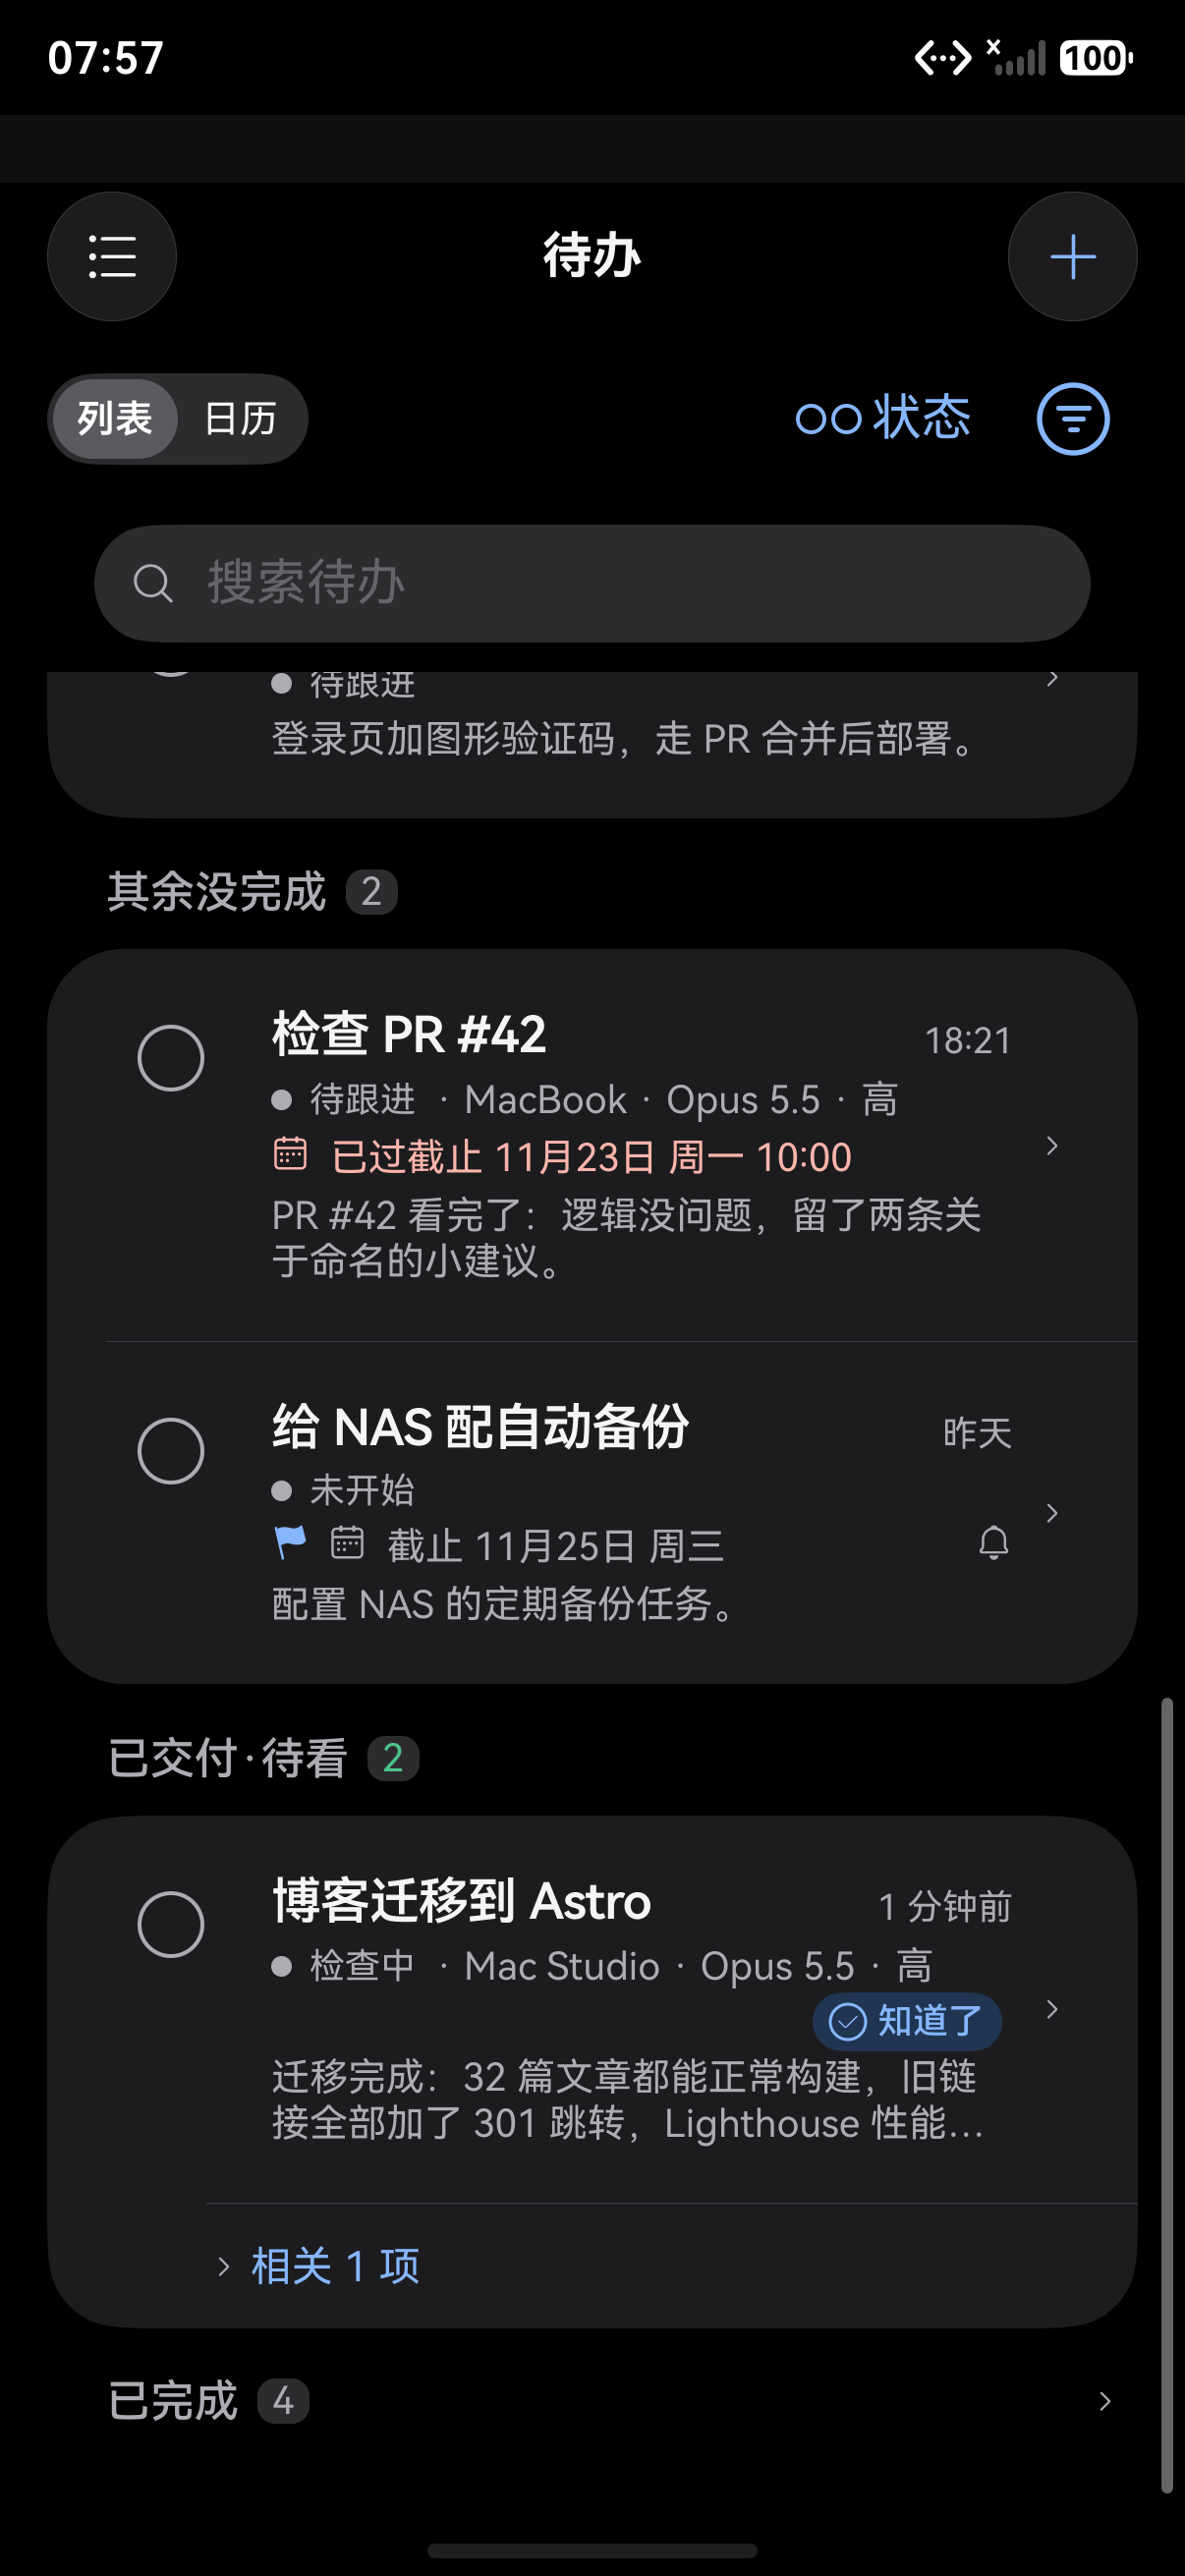 07:57
100
待办
列表
日历
状态
搜索待办
待跟进
登录页加图形验证码，走 PR 合并后部署。
其余没完成 2
检查 PR #42
18:21
待跟进 · MacBook · Opus 5.5 · 高
已过截止 11月23日 周一 10:00
PR #42 看完了：逻辑没问题，留了两条关
于命名的小建议。
给 NAS 配自动备份
昨天
未开始
截止 11月25日 周三
配置 NAS 的定期备份任务。
已交付·待看 2
博客迁移到 Astro
1 分钟前
检查中 · Mac Studio · Opus 5.5 · 高
知道了
迁移完成：32 篇文章都能正常构建，旧链
接全部加了 301 跳转，Lighthouse 性能…
相关 1 项
已完成 4